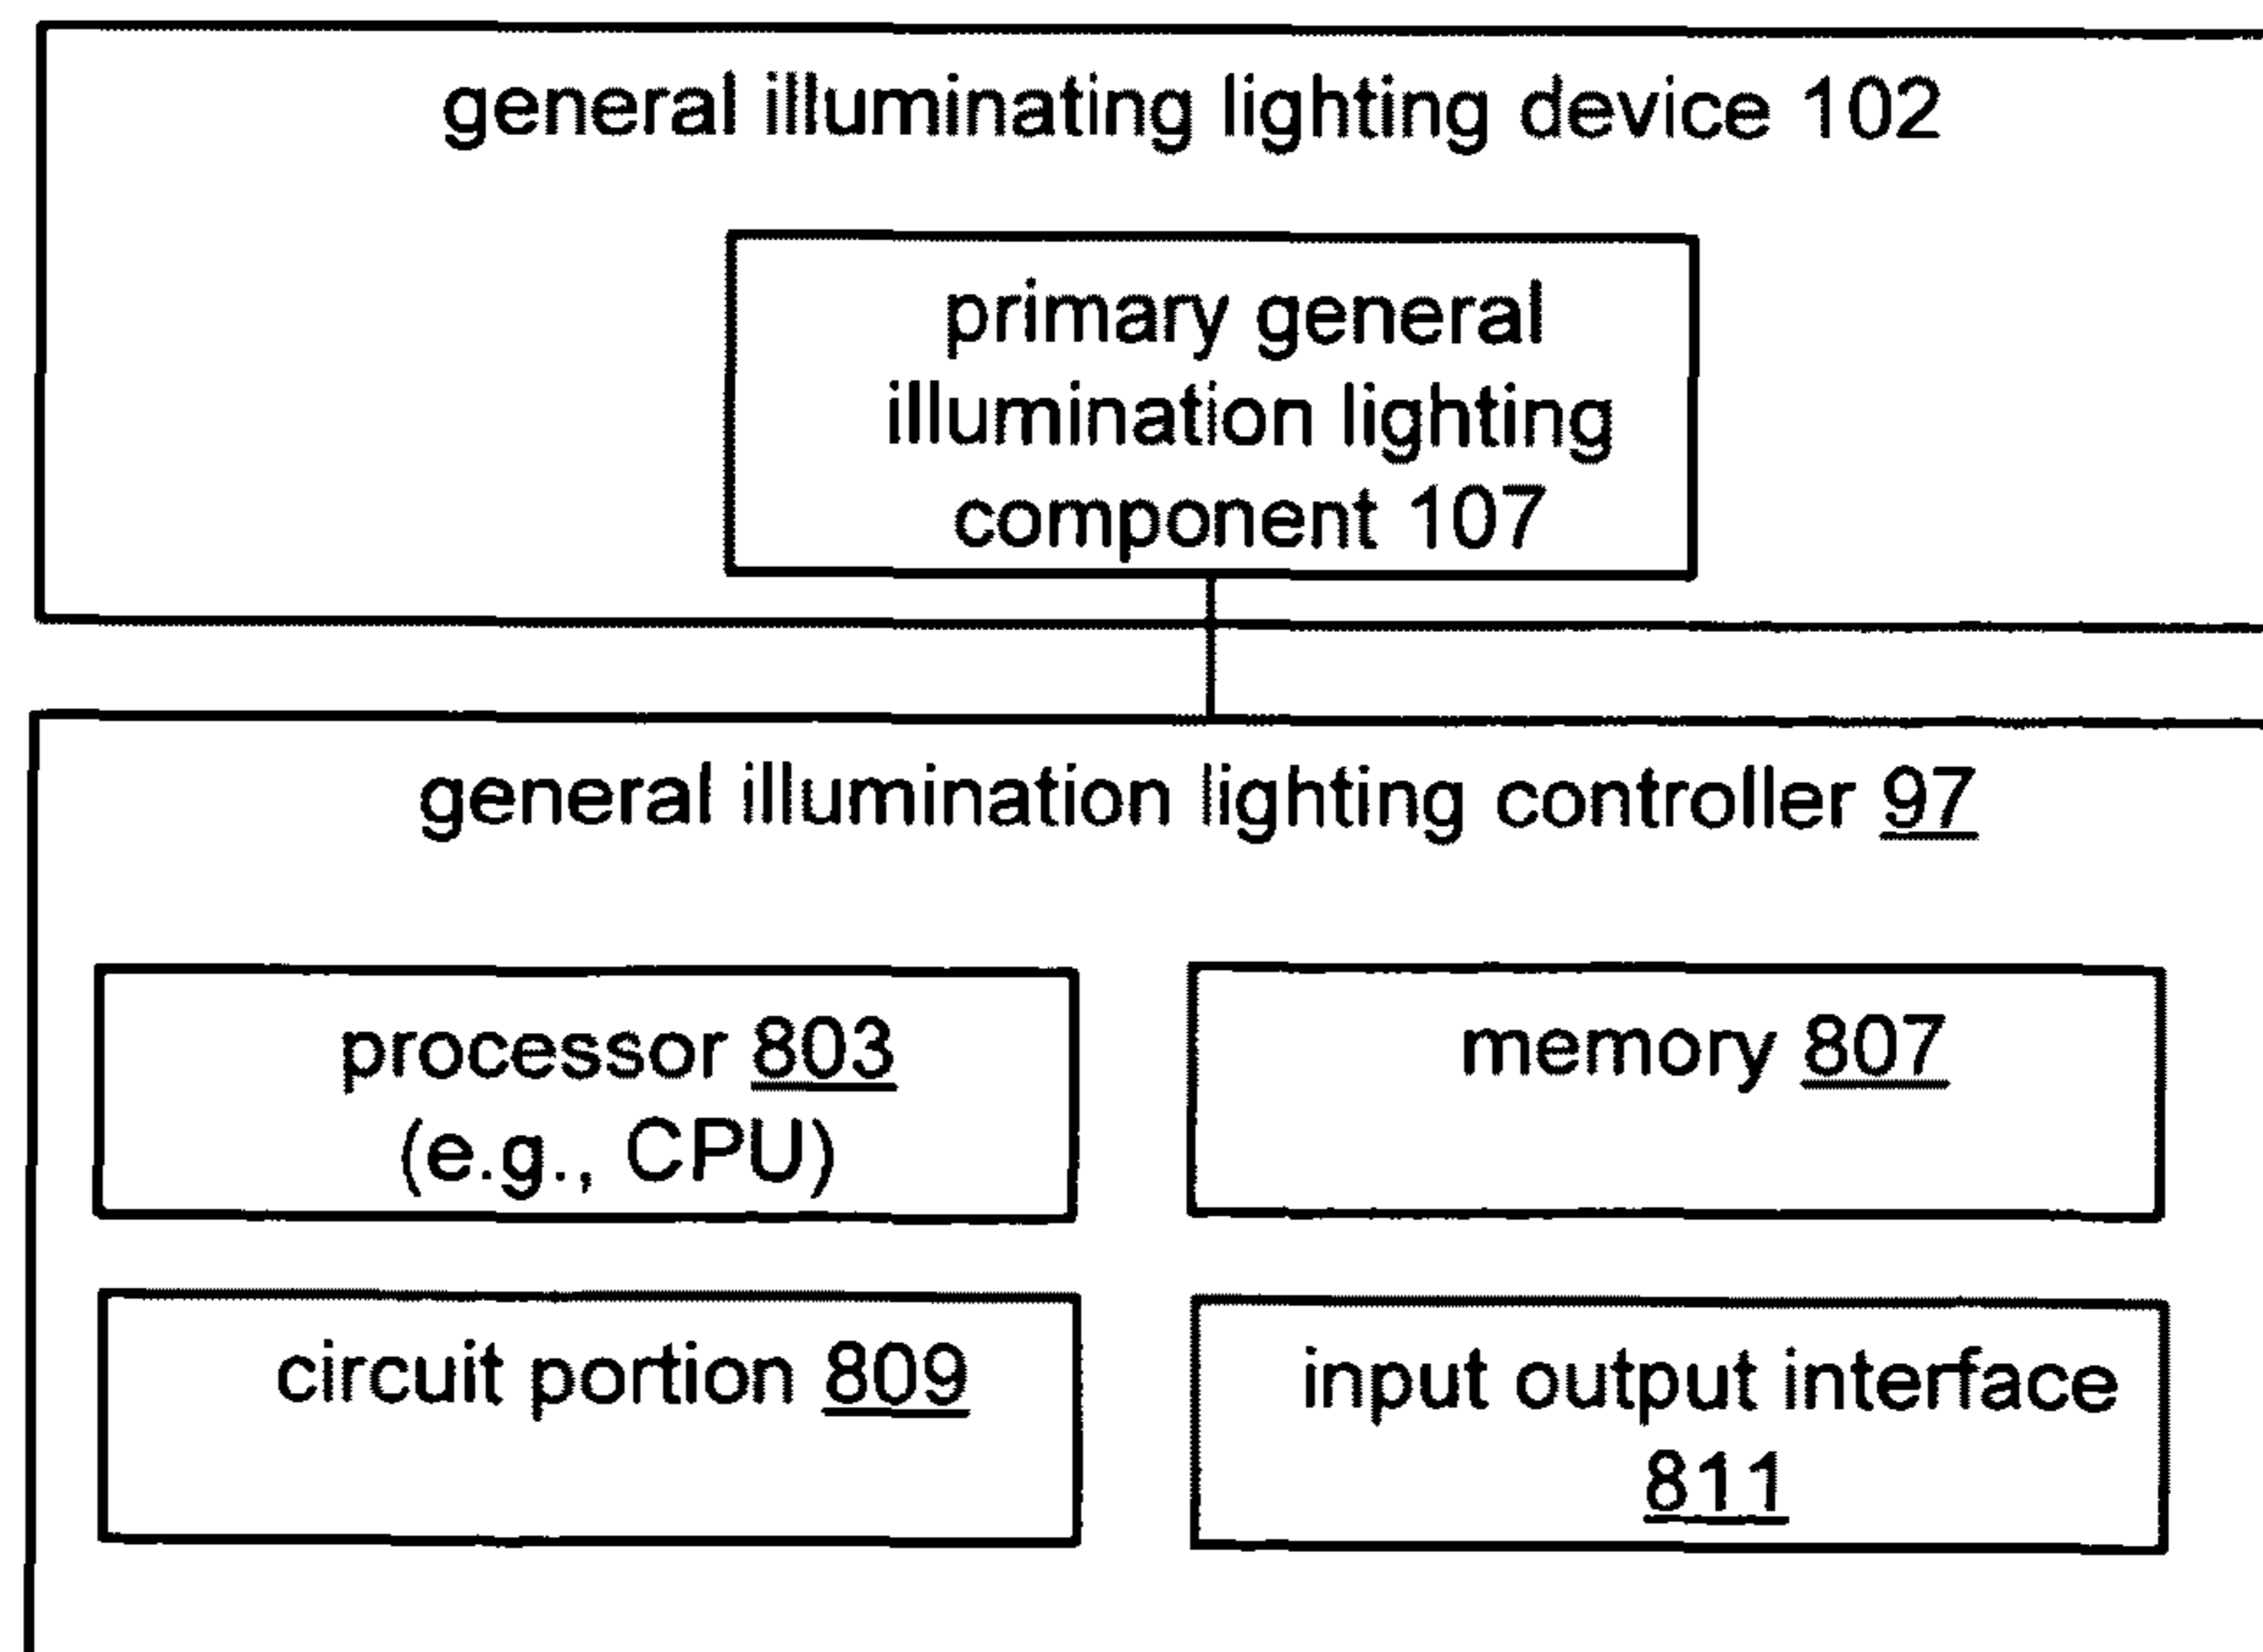 general illuminating lighting device 102
primary general
illumination lighting
component 107
general illumination lighting controller 97
processor 803
(e.g., CPU)
memory 807
circuit portion 809
input output interface
811